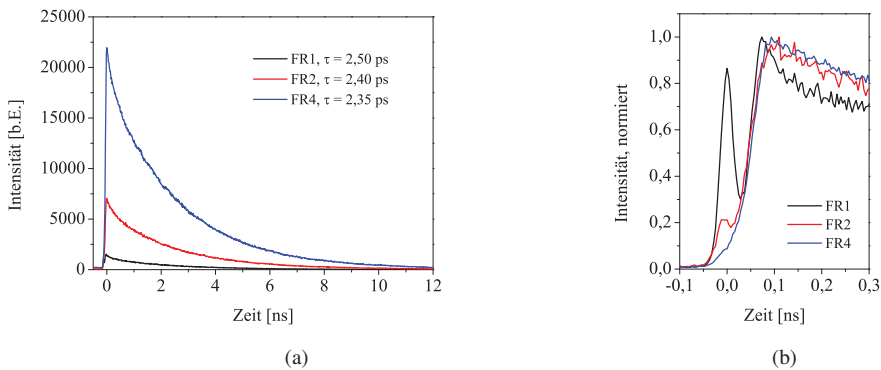 25000
20000
15000
10000
5000
0
Intensität [b.E.]
FR1, τ = 2,50 ps
FR2, τ = 2,40 ps
FR4, τ = 2,35 ps
0 2 4 6 8 10 12
Zeit [ns]
(a)
1,0
0,8
0,6
0,4
0,2
0,0
Intensität, normiert
FR1
FR2
FR4
-0,1 0,0 0,1 0,2 0,3
Zeit [ns]
(b)